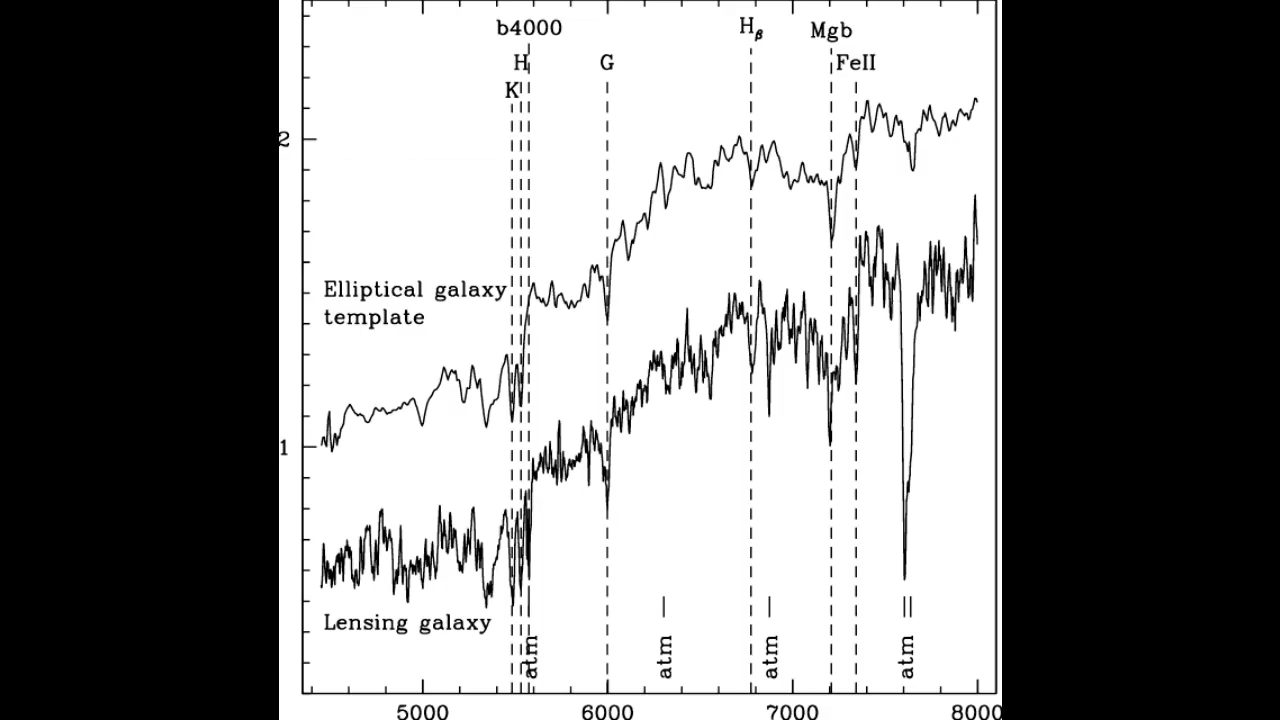 b4000
H
K
G
Hβ
Mgb
FeII
2
Elliptical galaxy
template
1
Lensing galaxy
atm
atm
atm
atm
5000
6000
7000
8000